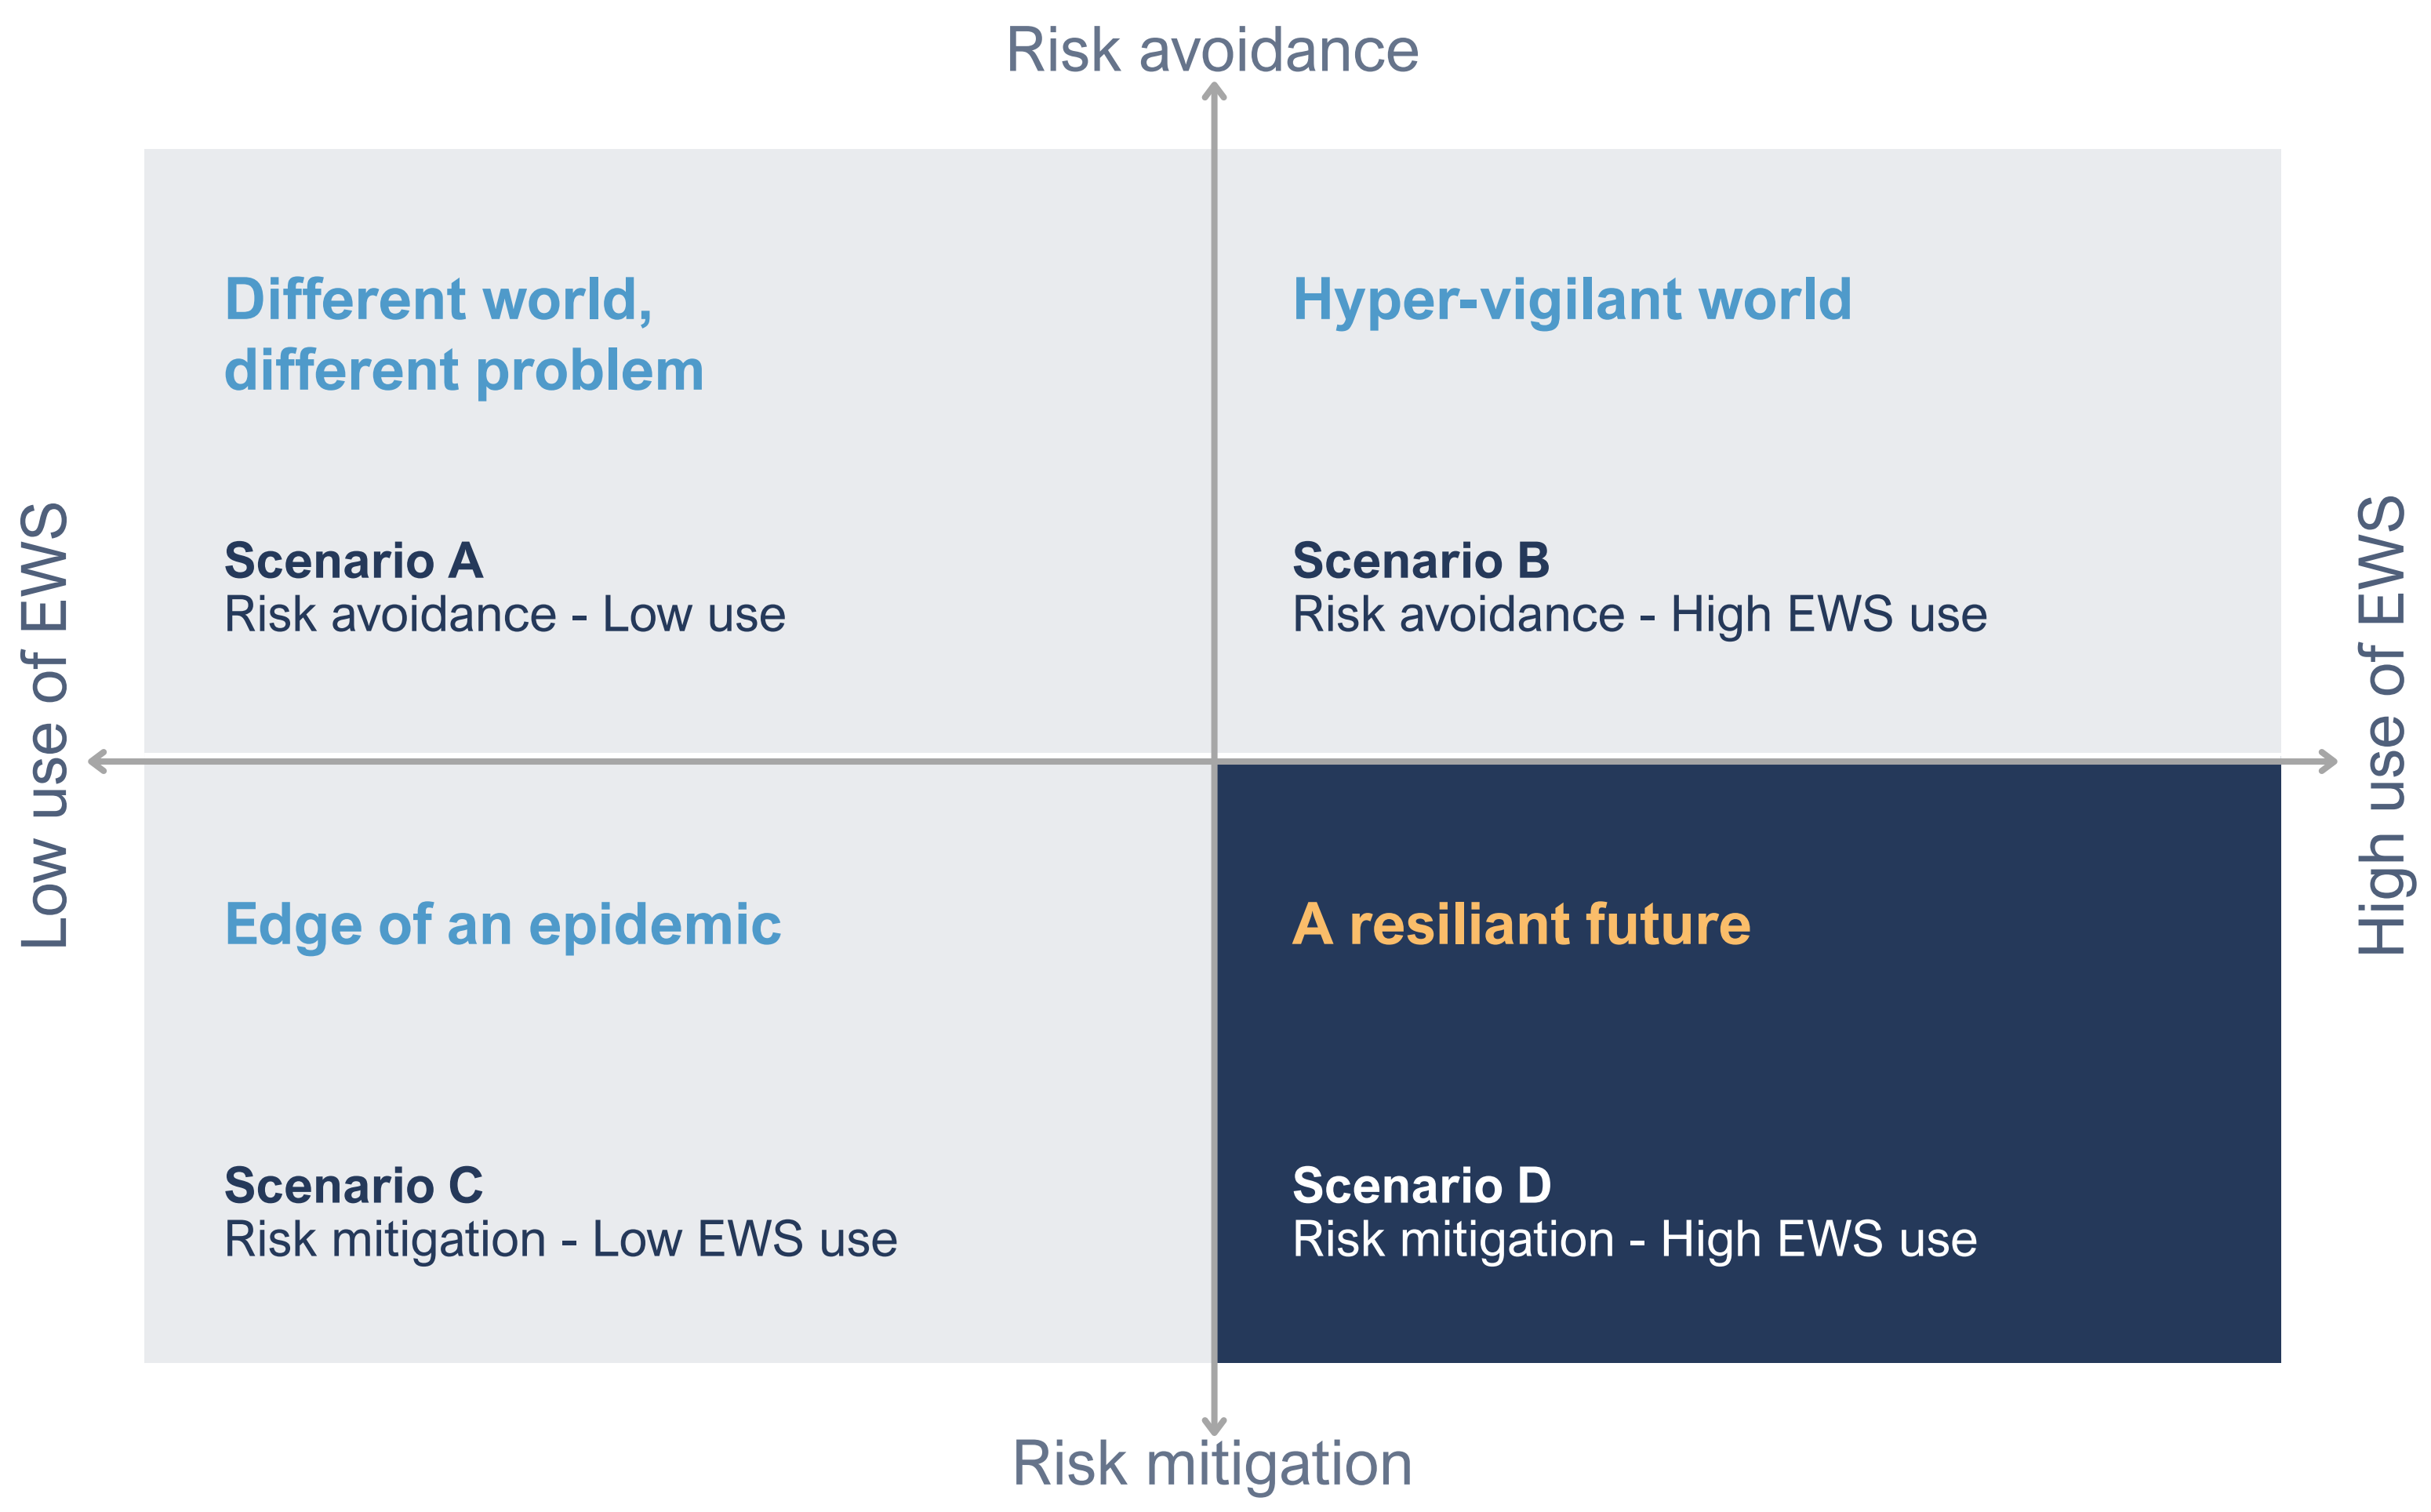 Risk avoidance
Low use of EWS
High use of EWS
Different world,
different problem
Scenario A
Risk avoidance - Low use
Hyper-vigilant world
Scenario B
Risk avoidance - High EWS use
Edge of an epidemic
Scenario C
Risk mitigation - Low EWS use
A resiliant future
Scenario D
Risk mitigation - High EWS use
Risk mitigation